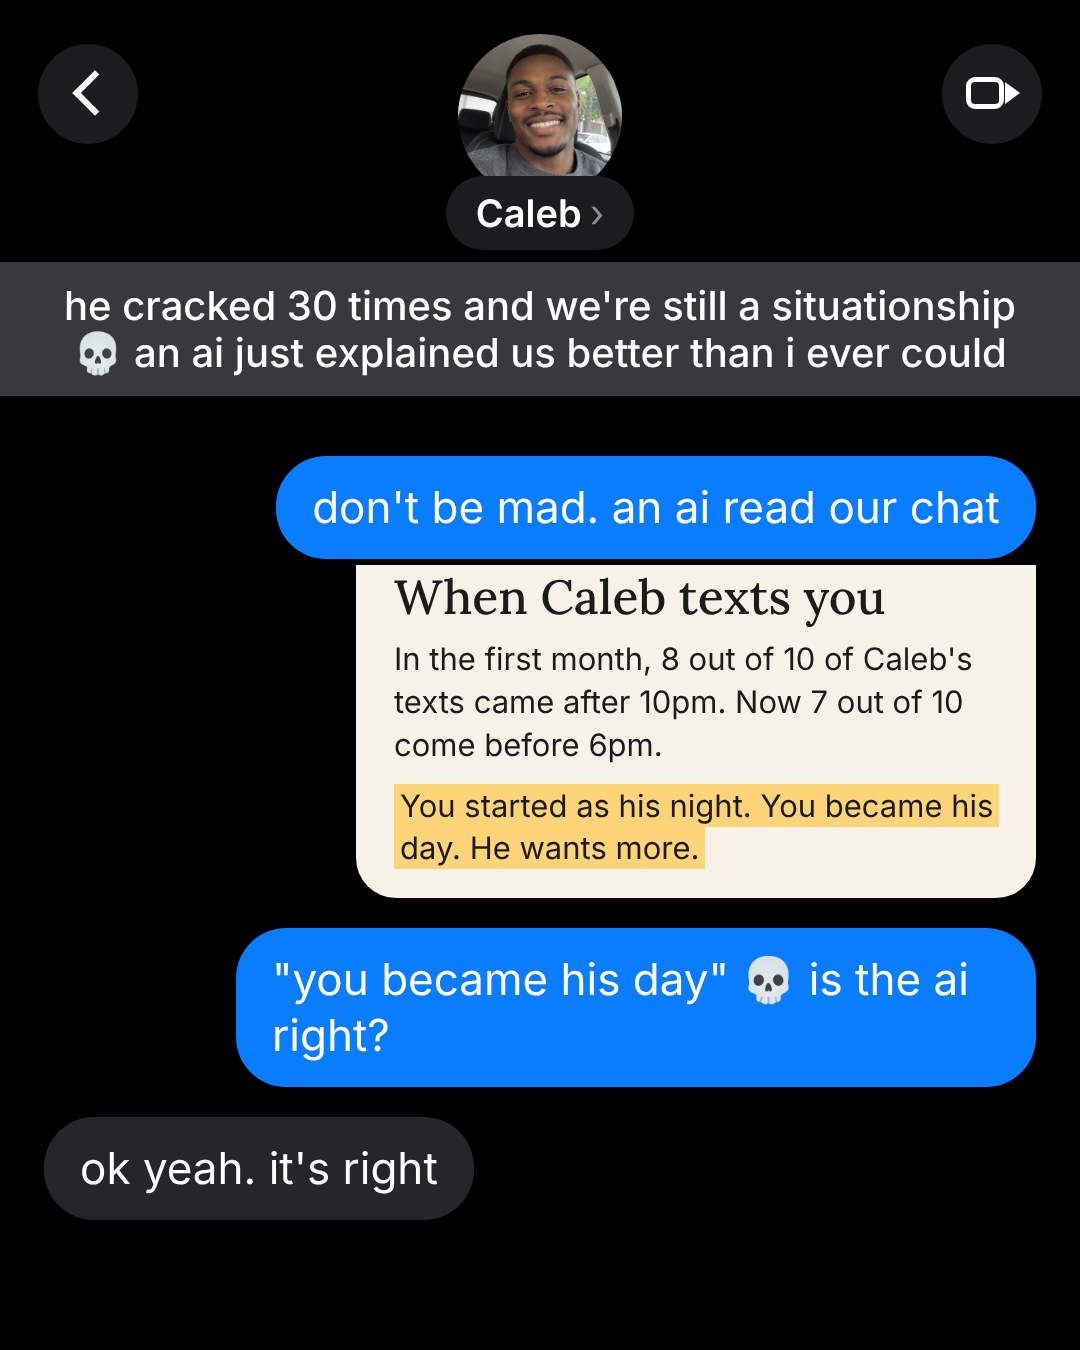 Caleb ›
he cracked 30 times and we're still a situationship
💀 an ai just explained us better than i ever could
don't be mad. an ai read our chat
When Caleb texts you
In the first month, 8 out of 10 of Caleb's
texts came after 10pm. Now 7 out of 10
come before 6pm.
You started as his night. You became his
day. He wants more.
"you became his day" 💀 is the ai
right?
ok yeah. it's right